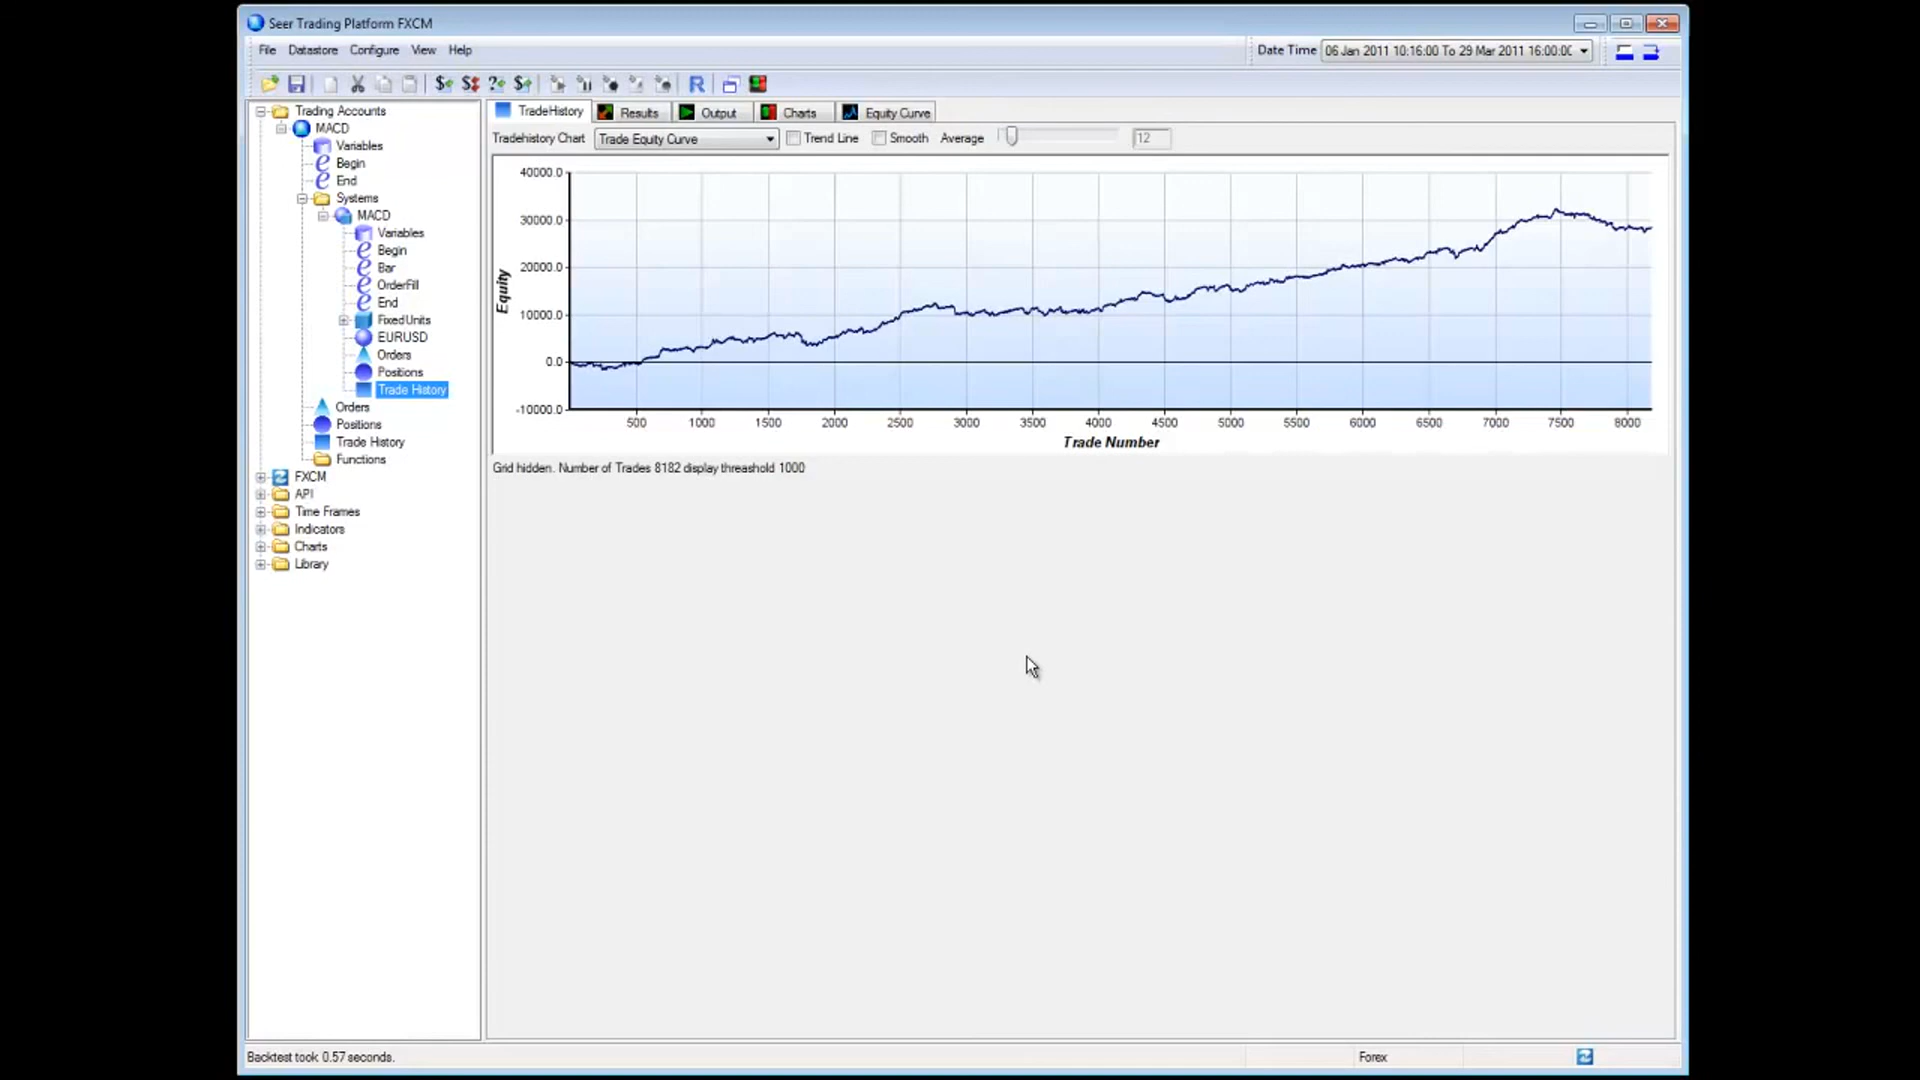 Seer Trading Platform FXCM
File Datastore Configure View Help
Date Time 06 Jan 2011 10:16:00 To 29 Mar 2011 16:00:00
Trading Accounts
MACD
Variables
Begin
End
Systems
MACD
Variables
Begin
Bar
OrderFill
End
FixedUnits
EURUSD
Orders
Positions
Trade History
Orders
Positions
Trade History
Functions
FXCM
API
Time Frames
Indicators
Charts
Library
TradeHistory Results Output Charts Equity Curve
Tradehistory Chart Trade Equity Curve Trend Line Smooth Average 12
40000.0
30000.0
20000.0
10000.0
0.0
-10000.0
Equity
500 1000 1500 2000 2500 3000 3500 4000 4500 5000 5500 6000 6500 7000 7500 8000
Trade Number
Grid hidden. Number of Trades 8182 display threashold 1000
Backtest took 0.57 seconds.
Forex